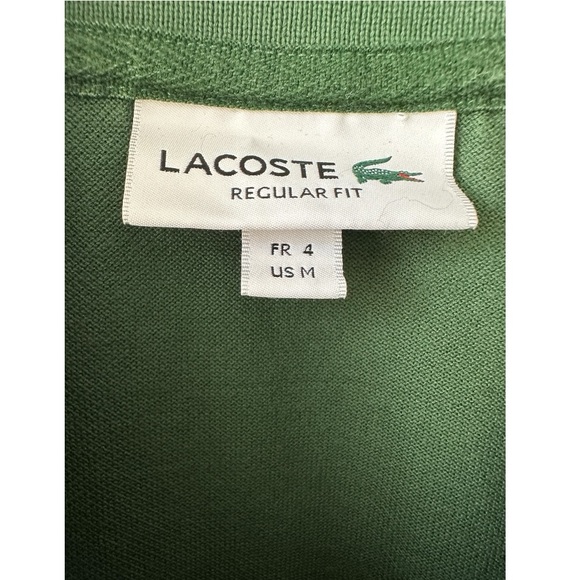 LACOSTE
REGULAR FIT
FR 4
US M